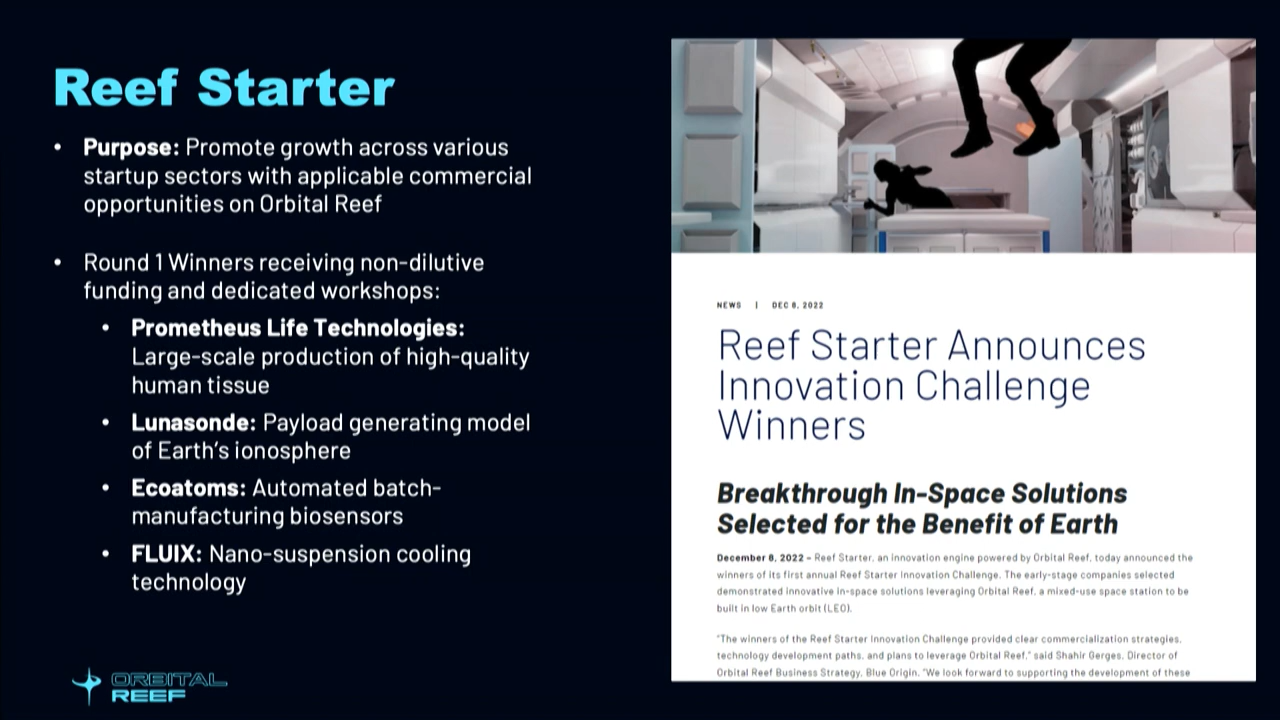 Reef Starter
• Purpose: Promote growth across various
startup sectors with applicable commercial
opportunities on Orbital Reef
• Round 1 Winners receiving non-dilutive
funding and dedicated workshops:
• Prometheus Life Technologies:
Large-scale production of high-quality
human tissue
• Lunasonde: Payload generating model
of Earth's ionosphere
• Ecoatoms: Automated batch-
manufacturing biosensors
• FLUIX: Nano-suspension cooling
technology
ORBITAL
REEF
NEWS | DEC 8, 2022
Reef Starter Announces
Innovation Challenge
Winners
Breakthrough In-Space Solutions
Selected for the Benefit of Earth
December 8, 2022 – Reef Starter, an innovation engine powered by Orbital Reef, today announced the
winners of its first annual Reef Starter Innovation Challenge. The early-stage companies selected
demonstrated innovative in-space solutions leveraging Orbital Reef, a mixed-use space station to be
built in low Earth orbit (LEO).
"The winners of the Reef Starter Innovation Challenge provided clear commercialization strategies,
technology development paths, and plans to leverage Orbital Reef," said Shahir Gerges, Director of
Orbital Reef Business Strategy, Blue Origin. "We look forward to supporting the development of these